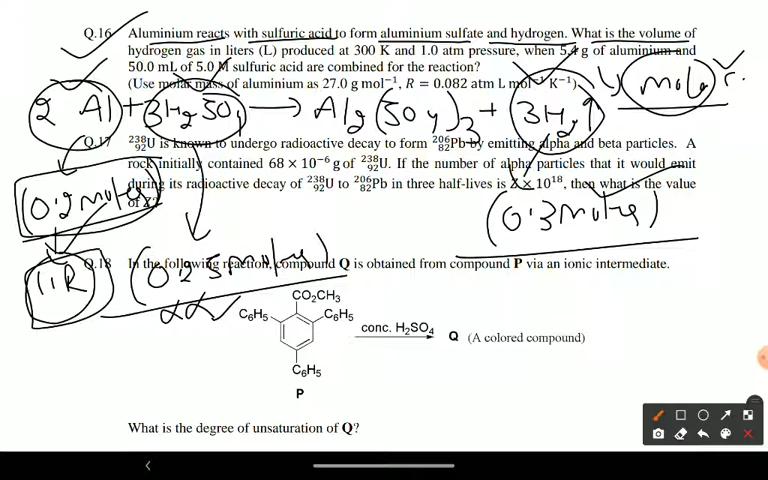 Q.16 Aluminium reacts with sulfuric acid to form aluminium sulfate and hydrogen. What is the volume of
hydrogen gas in liters (L) produced at 300 K and 1.0 atm pressure, when 5.4 g of aluminium and
50.0 mL of 5.0 M sulfuric acid are combined for the reaction?
(Use molar mass of aluminium as 27.0 g mol⁻¹, R = 0.082 atm L mol⁻¹ K⁻¹)
2 Al + 3H2SO4 → Al2(SO4)3 + 3H2↑
Q.17 ²³⁸₉₂U is known to undergo radioactive decay to form ²⁰⁶₈₂Pb by emitting alpha and beta particles. A
rock initially contained 68 × 10⁻⁶ g of ²³⁸₉₂U. If the number of alpha particles that it would emit
during its radioactive decay of ²³⁸₉₂U to ²⁰⁶₈₂Pb in three half-lives is Z × 10¹⁸, then what is the value
of Z?
(0.2 moles)
(0.3 moles)
Q.18 In the following reaction, compound Q is obtained from compound P via an ionic intermediate.
LR
(0.25 moles)
CO₂CH₃
C₆H₅ C₆H₅
conc. H₂SO₄
Q (A colored compound)
C₆H₅
P
What is the degree of unsaturation of Q?